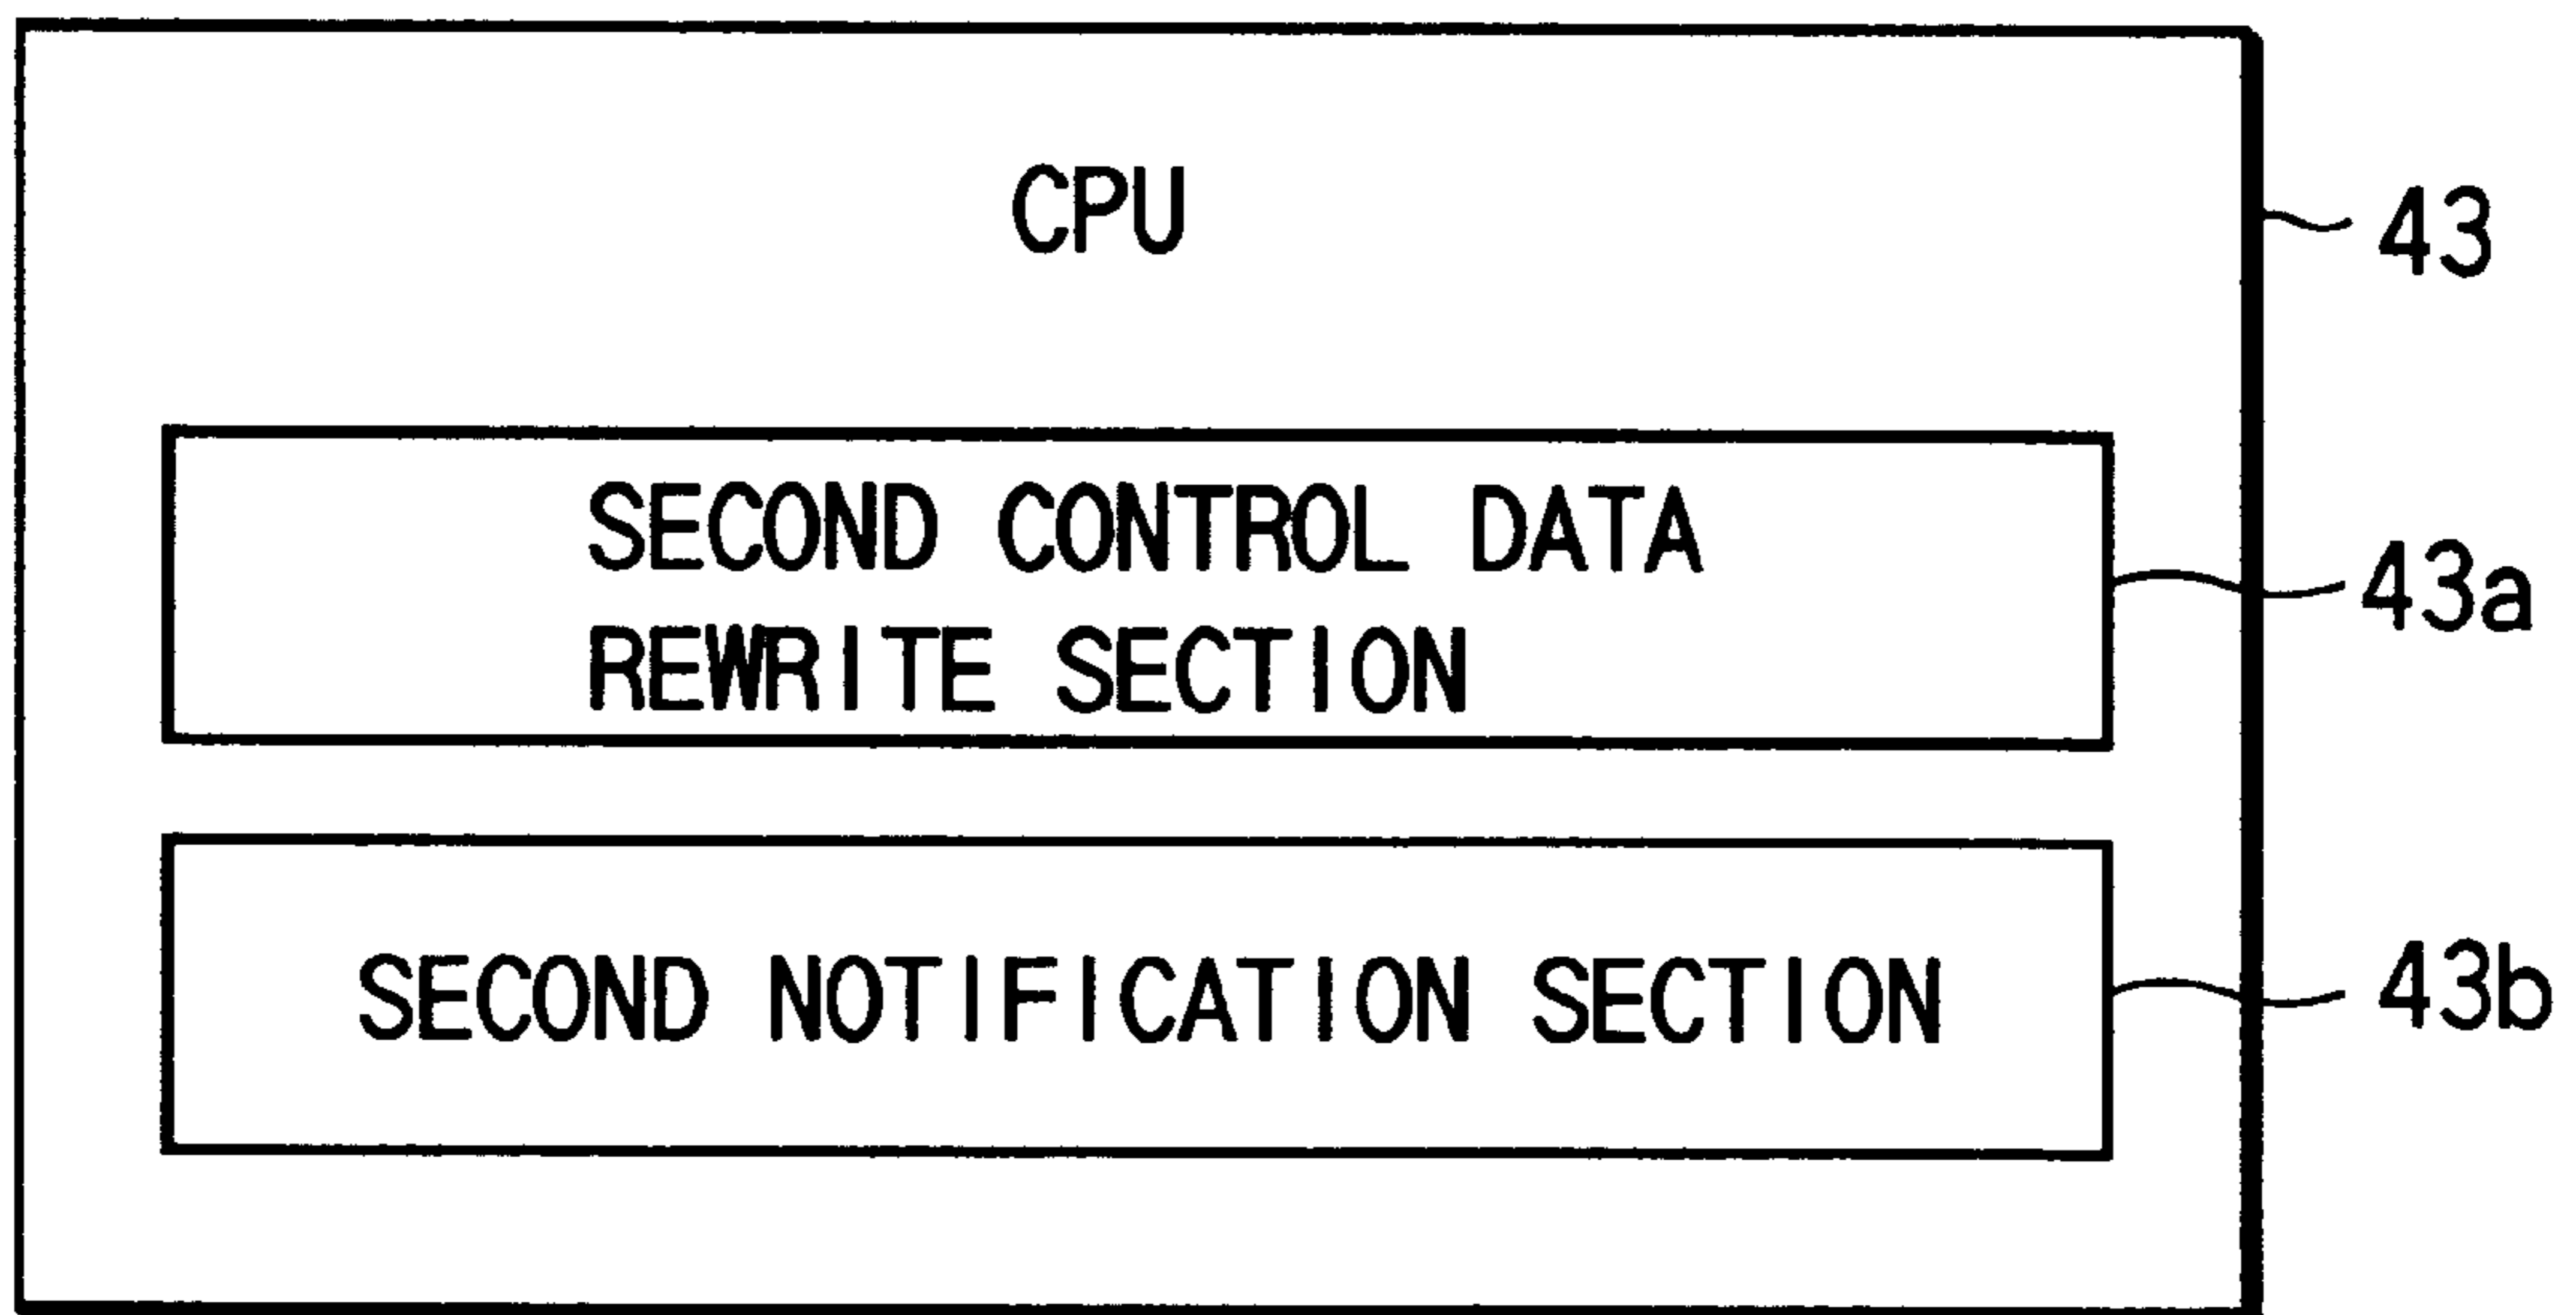 CPU
43
SECOND CONTROL DATA
REWRITE SECTION
43a
SECOND NOTIFICATION SECTION
43b